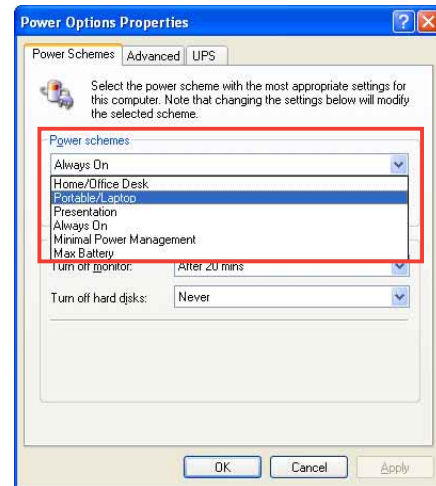 Power Options Properties
Power Schemes Advanced UPS
Select the power scheme with the most appropriate settings for
this computer. Note that changing the settings below will modify
the selected scheme.
Power schemes
Always On
Home/Office Desk
Portable/Laptop
Presentation
Always On
Minimal Power Management
Max Battery
Turn off monitor: After 20 mins
Turn off hard disks: Never
OK Cancel Apply